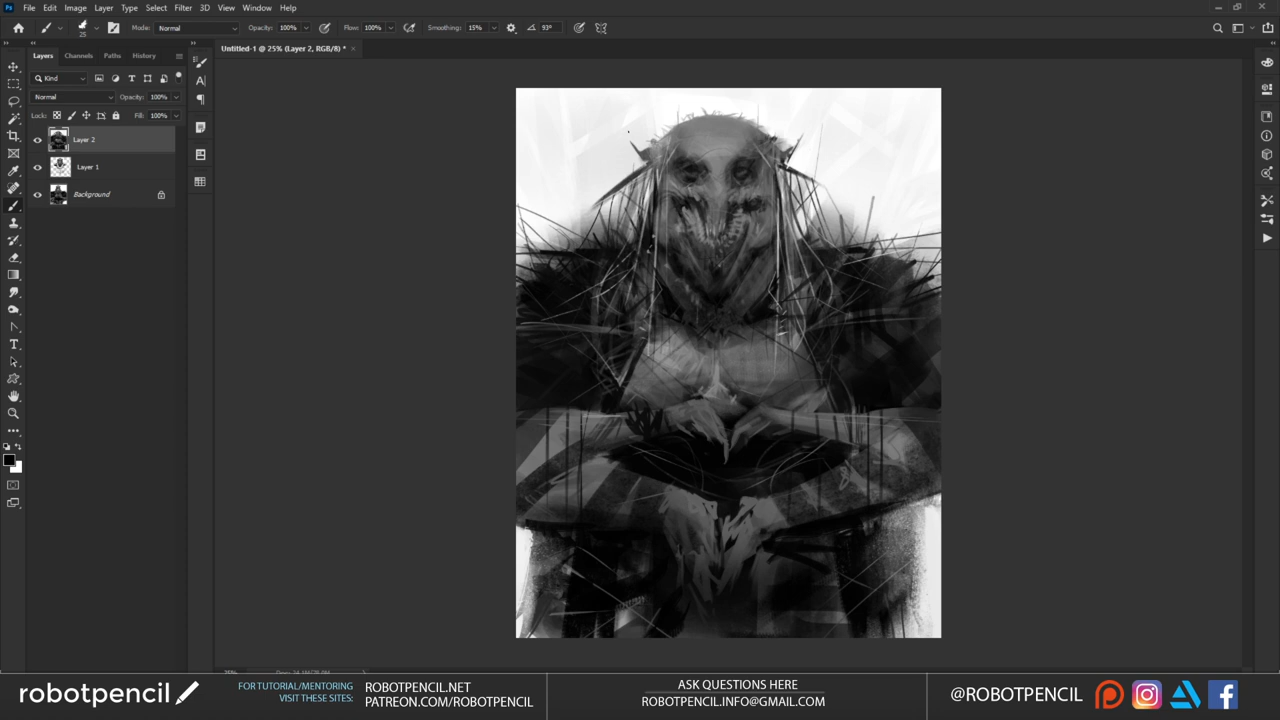 File Edit Image Layer Type Select Filter 3D View Window Help
25 Mode: Normal Opacity: 100% Flow: 100% Smoothing: 15% 93°
Layers Channels Paths History
Untitled-1 @ 25% (Layer 2, RGB/8) *
Kind
Normal Opacity: 100%
Lock: Fill: 100%
Layer 2
Layer 1
Background
robotpencil
FOR TUTORIAL/MENTORING
VISIT THESE SITES:
ROBOTPENCIL.NET
PATREON.COM/ROBOTPENCIL
ASK QUESTIONS HERE
ROBOTPENCIL.INFO@GMAIL.COM
@ROBOTPENCIL